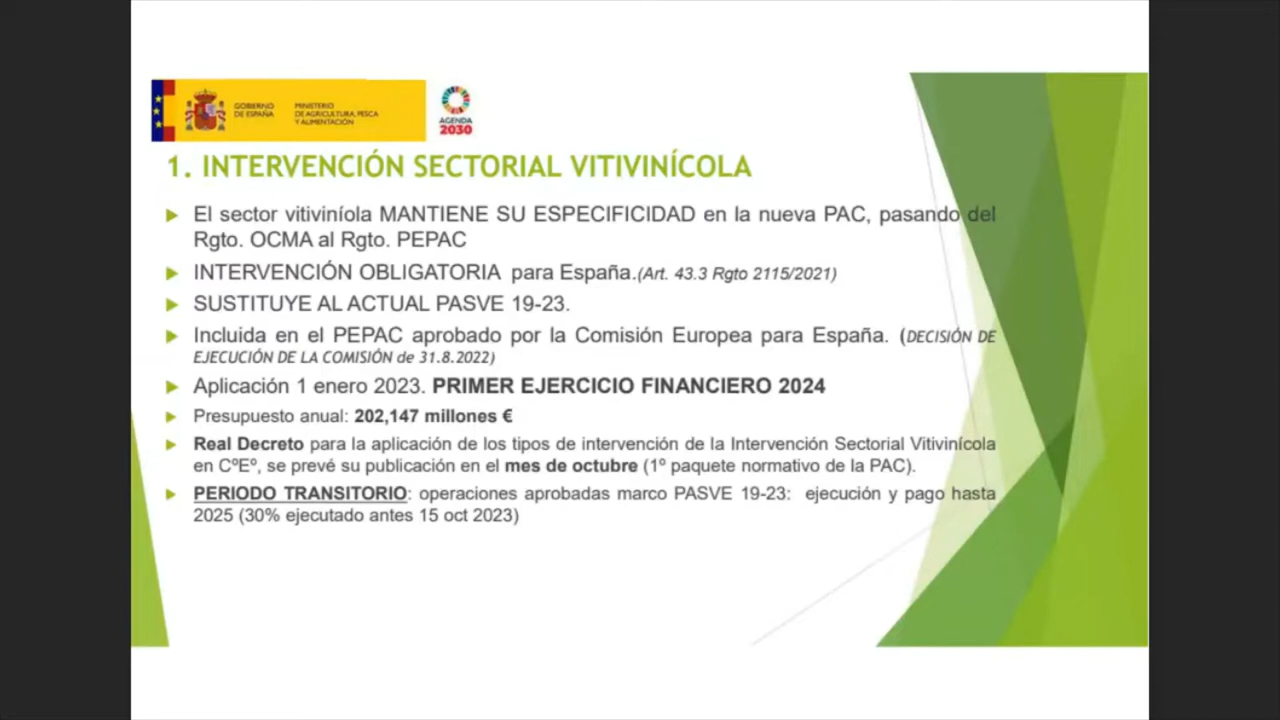 GOBIERNO
DE ESPAÑA
MINISTERIO
DE AGRICULTURA, PESCA
Y ALIMENTACIÓN
AGENDA
2030
1. INTERVENCIÓN SECTORIAL VITIVINÍCOLA
El sector vitiviníola MANTIENE SU ESPECIFICIDAD en la nueva PAC, pasando del
Rgto. OCMA al Rgto. PEPAC
INTERVENCIÓN OBLIGATORIA para España.(Art. 43.3 Rgto 2115/2021)
SUSTITUYE AL ACTUAL PASVE 19-23.
Incluida en el PEPAC aprobado por la Comisión Europea para España. (DECISIÓN DE
EJECUCIÓN DE LA COMISIÓN de 31.8.2022)
Aplicación 1 enero 2023. PRIMER EJERCICIO FINANCIERO 2024
Presupuesto anual: 202,147 millones €
Real Decreto para la aplicación de los tipos de intervención de la Intervención Sectorial Vitivinícola
en CºEº, se prevé su publicación en el mes de octubre (1º paquete normativo de la PAC).
PERIODO TRANSITORIO: operaciones aprobadas marco PASVE 19-23: ejecución y pago hasta
2025 (30% ejecutado antes 15 oct 2023)